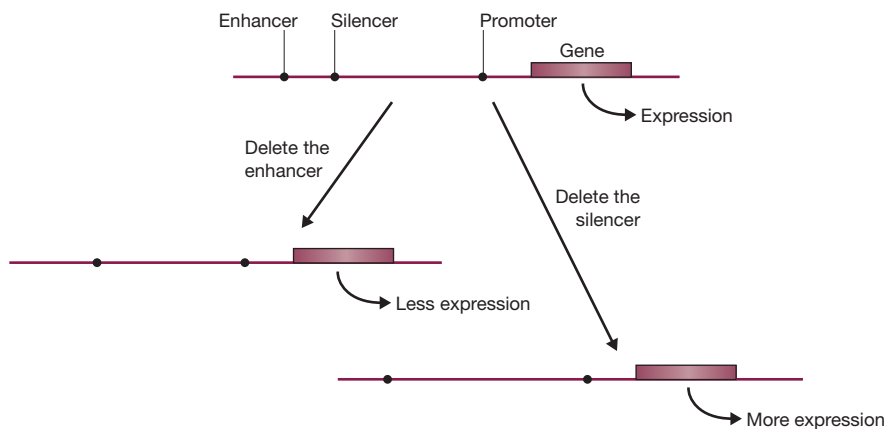 Enhancer Silencer Promoter
Gene
Expression
Delete the
enhancer
Delete the
silencer
Less expression
More expression